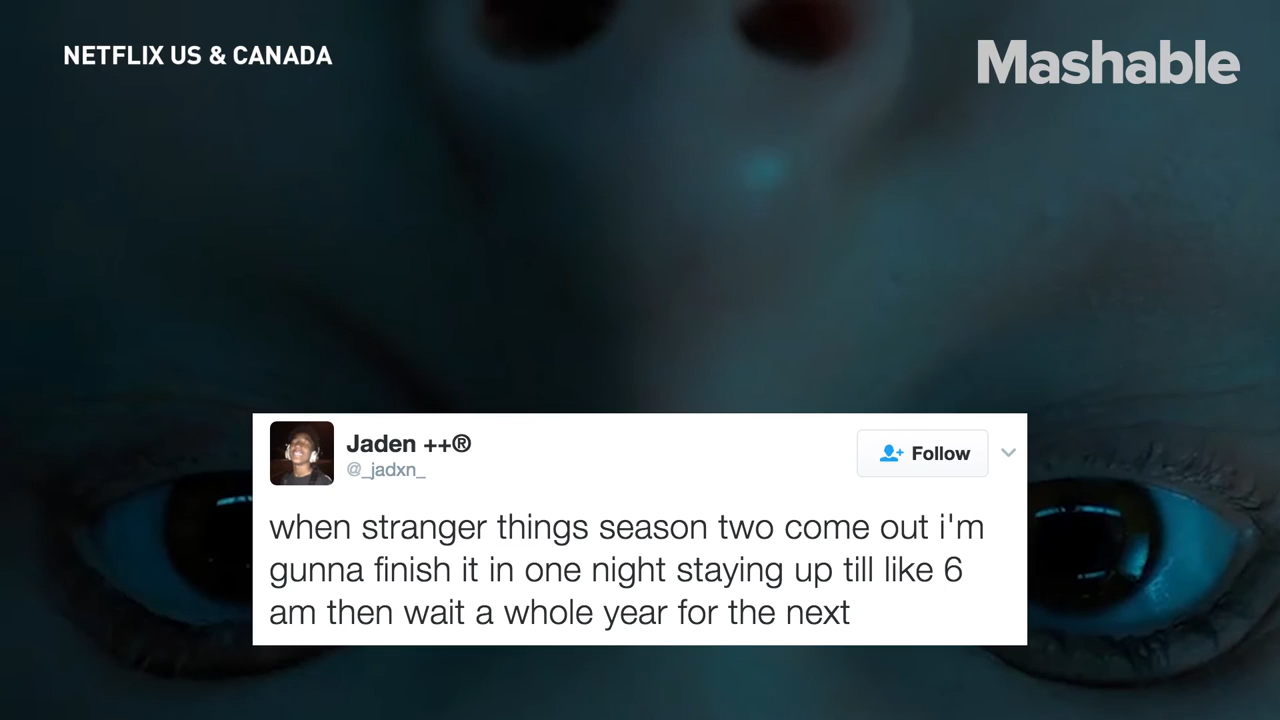 NETFLIX US & CANADA
Mashable
Jaden ++®
@_jadxn_
Follow
when stranger things season two come out i'm
gunna finish it in one night staying up till like 6
am then wait a whole year for the next